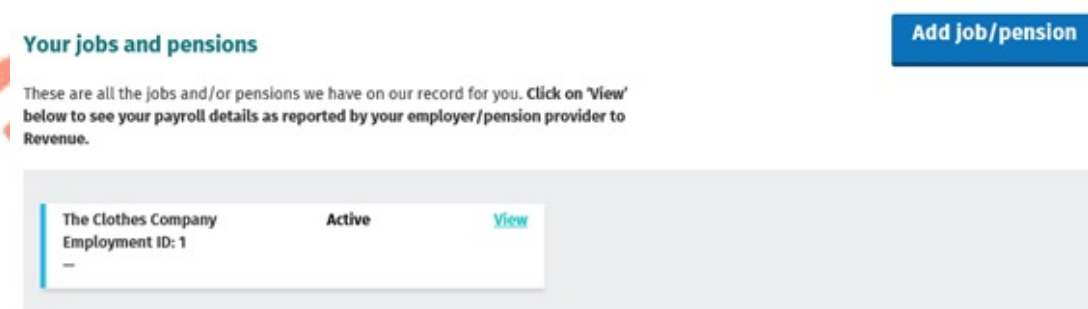 Your jobs and pensions
Add job/pension
These are all the jobs and/or pensions we have on our record for you. Click on 'View'
below to see your payroll details as reported by your employer/pension provider to
Revenue.
The Clothes Company Active View
Employment ID: 1
—